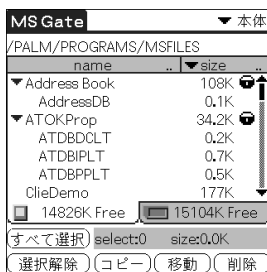 MS Gate ▼ 本体
/PALM/PROGRAMS/MSFILES
name .. ▼size ..
▼Address Book 108K
AddressDB 0.1K
▼ATOKProp 34.2K
ATDBDCLT 0.2K
ATDBIPLT 0.7K
ATDBPPLT 0.5K
ClieDemo 177K
14826K Free 15104K Free
すべて選択 select:0 size:0.0K
選択解除 コピー 移動 削除